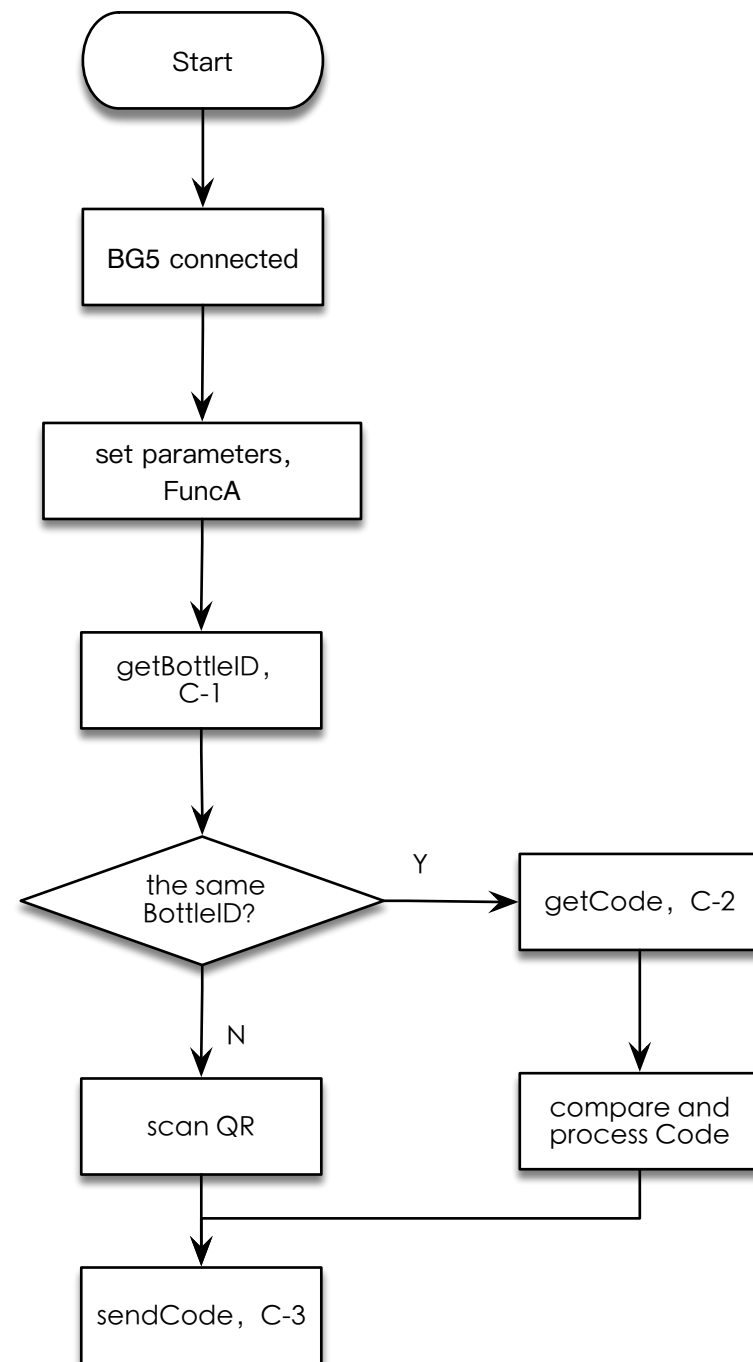 Start
BG5 connected
set parameters,
FuncA
getBottleID,
C-1
the same
BottleID?
Y
getCode, C-2
N
scan QR
compare and
process Code
sendCode, C-3